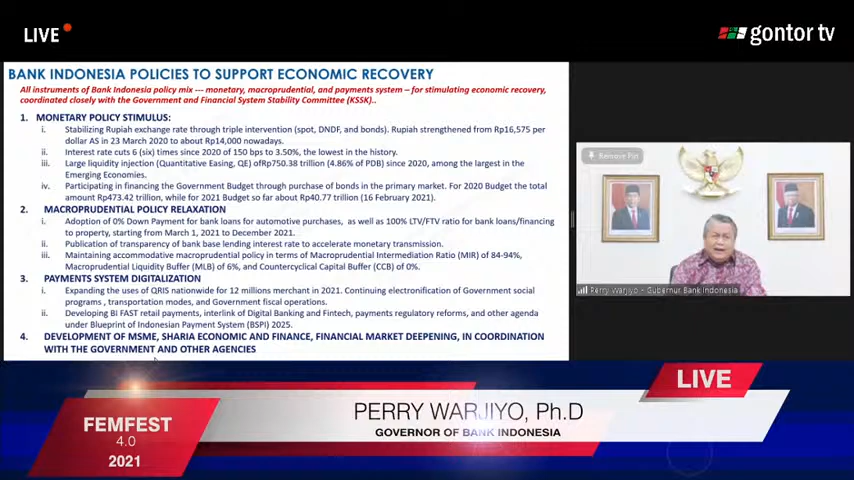 LIVE
gontor tv
BANK INDONESIA POLICIES TO SUPPORT ECONOMIC RECOVERY
All instruments of Bank Indonesia policy mix --- monetary, macroprudential, and payments system – for stimulating economic recovery,
coordinated closely with the Government and Financial System Stability Committee (KSSK)..
1. MONETARY POLICY STIMULUS:
i. Stabilizing Rupiah exchange rate through triple intervention (spot, DNDF, and bonds). Rupiah strengthened from Rp16,575 per
dollar AS in 23 March 2020 to about Rp14,000 nowadays.
ii. Interest rate cuts 6 (six) times since 2020 of 150 bps to 3.50%, the lowest in the history.
iii. Large liquidity injection (Quantitative Easing, QE) ofRp750.38 trillion (4.86% of PDB) since 2020, among the largest in the
Emerging Economies.
iv. Participating in financing the Government Budget through purchase of bonds in the primary market. For 2020 Budget the total
amount Rp473.42 trillion, while for 2021 Budget so far about Rp40.77 trillion (16 February 2021).
2. MACROPRUDENTIAL POLICY RELAXATION
i. Adoption of 0% Down Payment for bank loans for automotive purchases, as well as 100% LTV/FTV ratio for bank loans/financing
to property, starting from March 1, 2021 to December 2021.
ii. Publication of transparency of bank base lending interest rate to accelerate monetary transmission.
iii. Maintaining accommodative macroprudential policy in terms of Macroprudential Intermediation Ratio (MIR) of 84-94%,
Macroprudential Liquidity Buffer (MLB) of 6%, and Countercyclical Capital Buffer (CCB) of 0%.
3. PAYMENTS SYSTEM DIGITALIZATION
i. Expanding the uses of QRIS nationwide for 12 millions merchant in 2021. Continuing electronification of Government social
programs , transportation modes, and Government fiscal operations.
ii. Developing BI FAST retail payments, interlink of Digital Banking and Fintech, payments regulatory reforms, and other agenda
under Blueprint of Indonesian Payment System (BSPI) 2025.
4. DEVELOPMENT OF MSME, SHARIA ECONOMIC AND FINANCE, FINANCIAL MARKET DEEPENING, IN COORDINATION
WITH THE GOVERNMENT AND OTHER AGENCIES
Remove Pin
Perry Warjiyo - Gubernur Bank Indonesia
LIVE
PERRY WARJIYO, Ph.D
GOVERNOR OF BANK INDONESIA
FEMFEST
4.0
2021